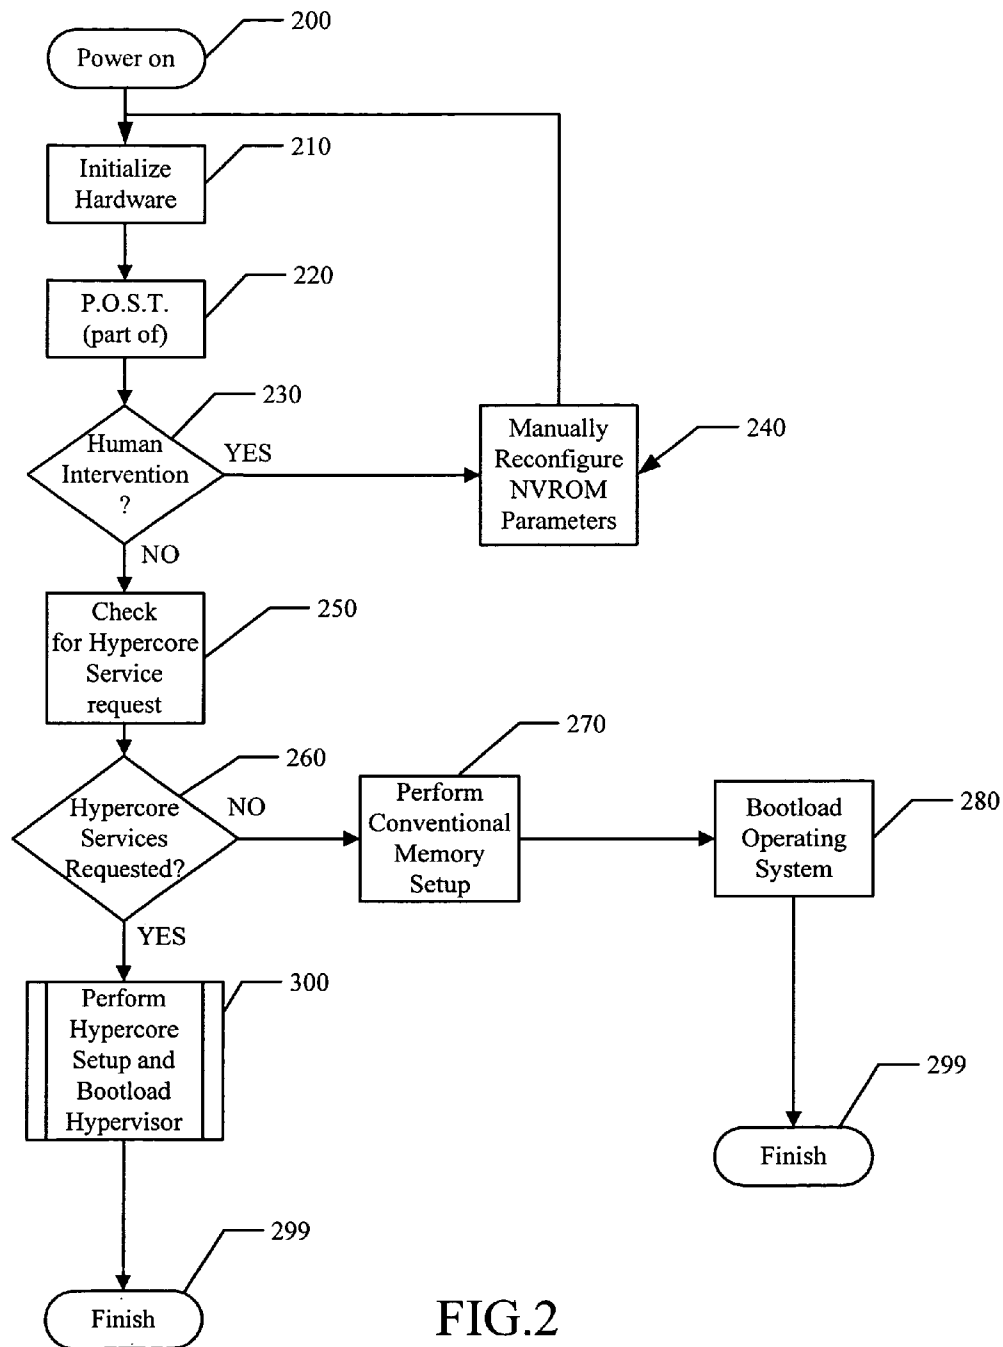 200
Power on
210
Initialize
Hardware
220
P.O.S.T.
(part of)
230
Human
Intervention
?
YES
NO
240
Manually
Reconfigure
NVROM
Parameters
250
Check
for Hypercore
Service
request
260
Hypercore
Services
Requested?
NO
YES
270
Perform
Conventional
Memory
Setup
280
Bootload
Operating
System
299
Finish
300
Perform
Hypercore
Setup and
Bootload
Hypervisor
299
Finish
FIG.2